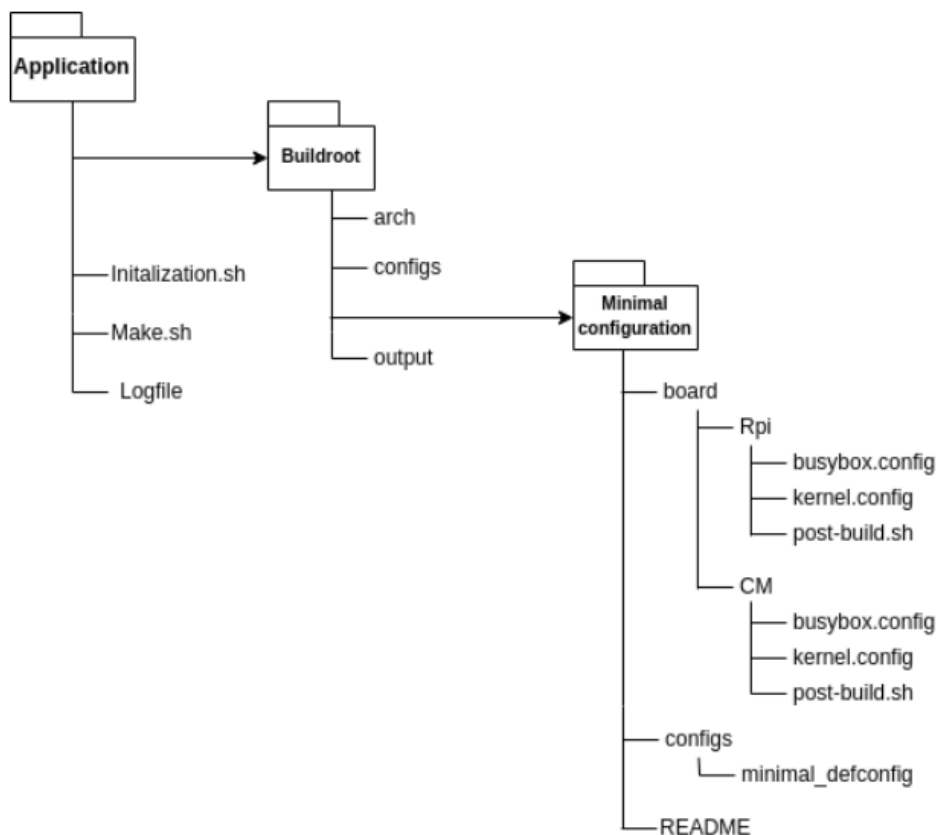 Application
Buildroot
arch
configs
Initalization.sh
Make.sh
output
Logfile
Minimal
configuration
board
Rpi
busybox.config
kernel.config
post-build.sh
CM
busybox.config
kernel.config
post-build.sh
configs
minimal_defconfig
README